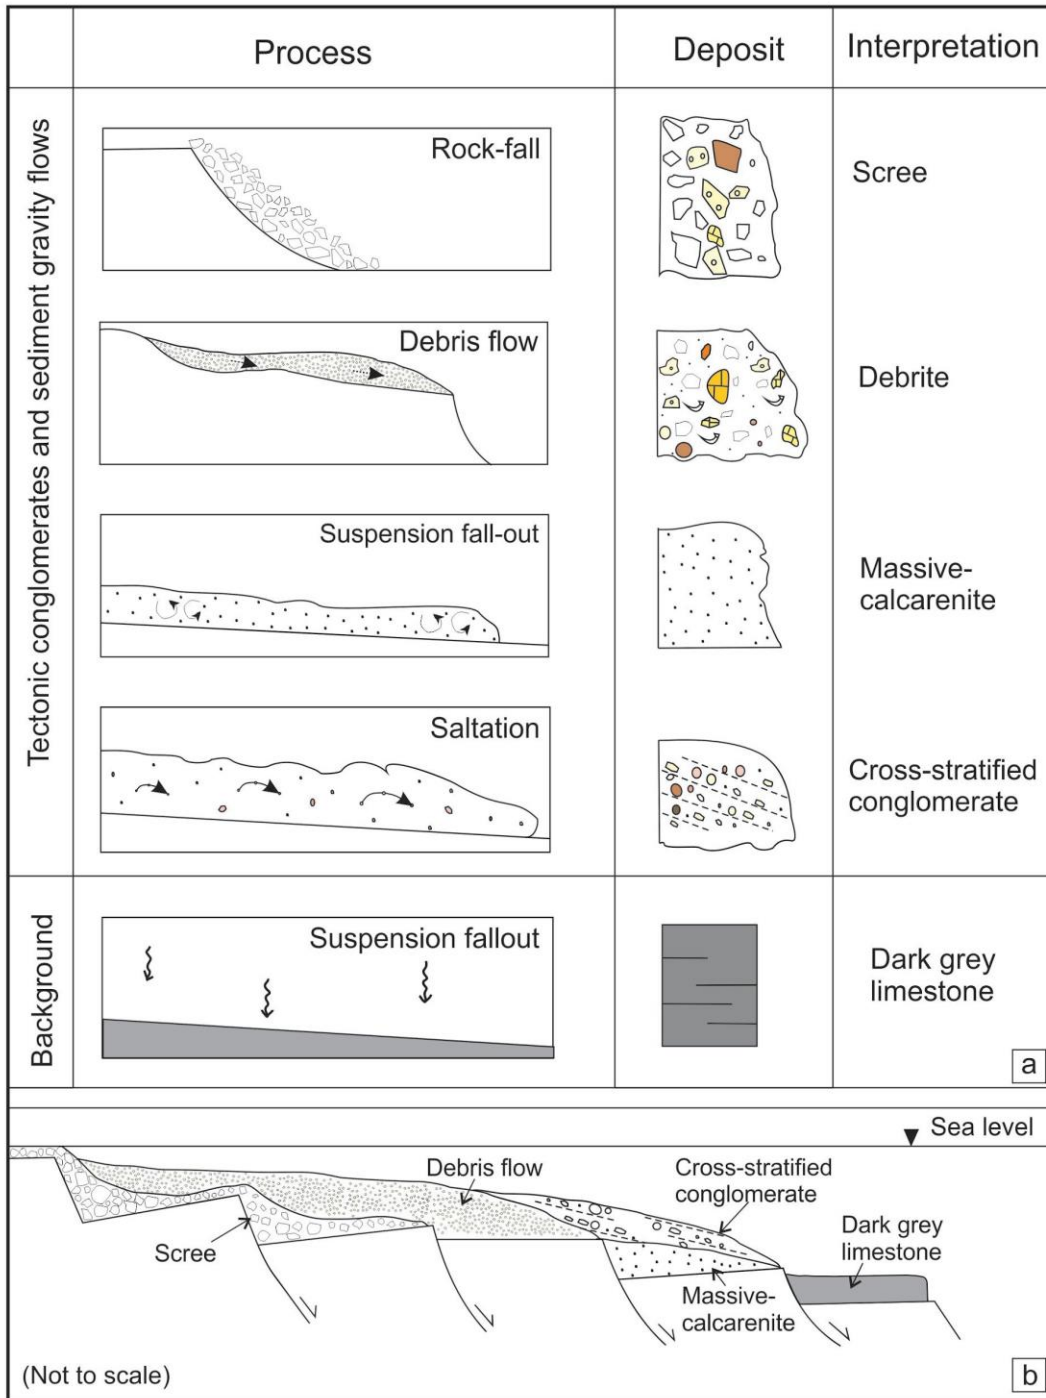 Process
Deposit
Interpretation
Tectonic conglomerates and sediment gravity flows
Rock-fall
Scree
Debris flow
Debrite
Suspension fall-out
Massive-
calcarenite
Saltation
Cross-stratified
conglomerate
Background
Suspension fallout
Dark grey
limestone
a
Sea level
Debris flow
Cross-stratified
conglomerate
Dark grey
limestone
Scree
Massive-
calcarenite
(Not to scale)
b